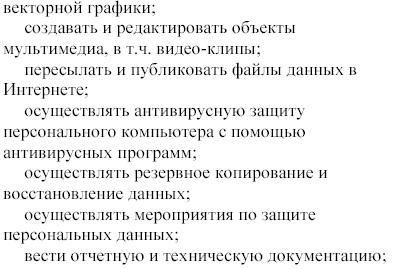 векторной графики;
создавать и редактировать объекты
мультимедиа, в т.ч. видео-клипы;
пересылать и публиковать файлы данных в
Интернете;
осуществлять антивирусную защиту
персонального компьютера с помощью
антивирусных программ;
осуществлять резервное копирование и
восстановление данных;
осуществлять мероприятия по защите
персональных данных;
вести отчетную и техническую документацию;